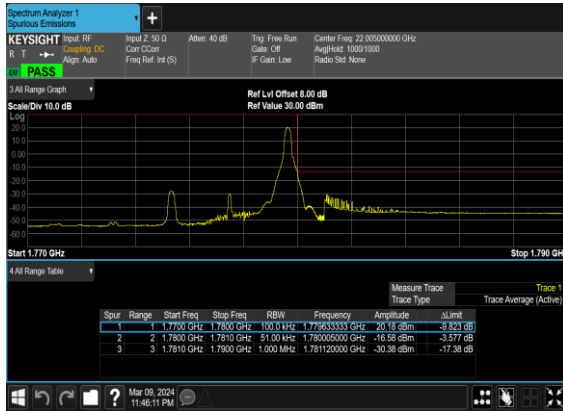 Spectrum Analyzer 1
Spurious Emissions
KEYSIGHT Input: RF Input Z: 50 Ω Atten: 40 dB Trig: Free Run Center Freq: 22.005000000 GHz
R T Coupling: DC Corr CCorr Gate: Off Avg|Hold: 1000/1000
Align: Auto Freq Ref: Int (S) IF Gain: Low Radio Std: None
PASS
3 All Range Graph
Ref Lvl Offset 8.00 dB
Scale/Div 10.0 dB Ref Value 30.00 dBm
Log
20.0
10.0
0.00
-10.0
-20.0
-30.0
-40.0
-50.0
-60.0
Start 1.770 GHz Stop 1.790 GH
4 All Range Table
Measure Trace Trace 1
Trace Type Trace Average (Active)
Spur Range Start Freq Stop Freq RBW Frequency Amplitude ΔLimit
1 1 1.7700 GHz 1.7800 GHz 100.0 kHz 1.779633333 GHz 20.18 dBm -9.823 dB
2 2 1.7800 GHz 1.7810 GHz 51.00 kHz 1.780005000 GHz -16.58 dBm -3.577 dB
3 3 1.7810 GHz 1.7900 GHz 1.000 MHz 1.781120000 GHz -30.38 dBm -17.38 dB
? Mar 09, 2024
11:46:11 PM